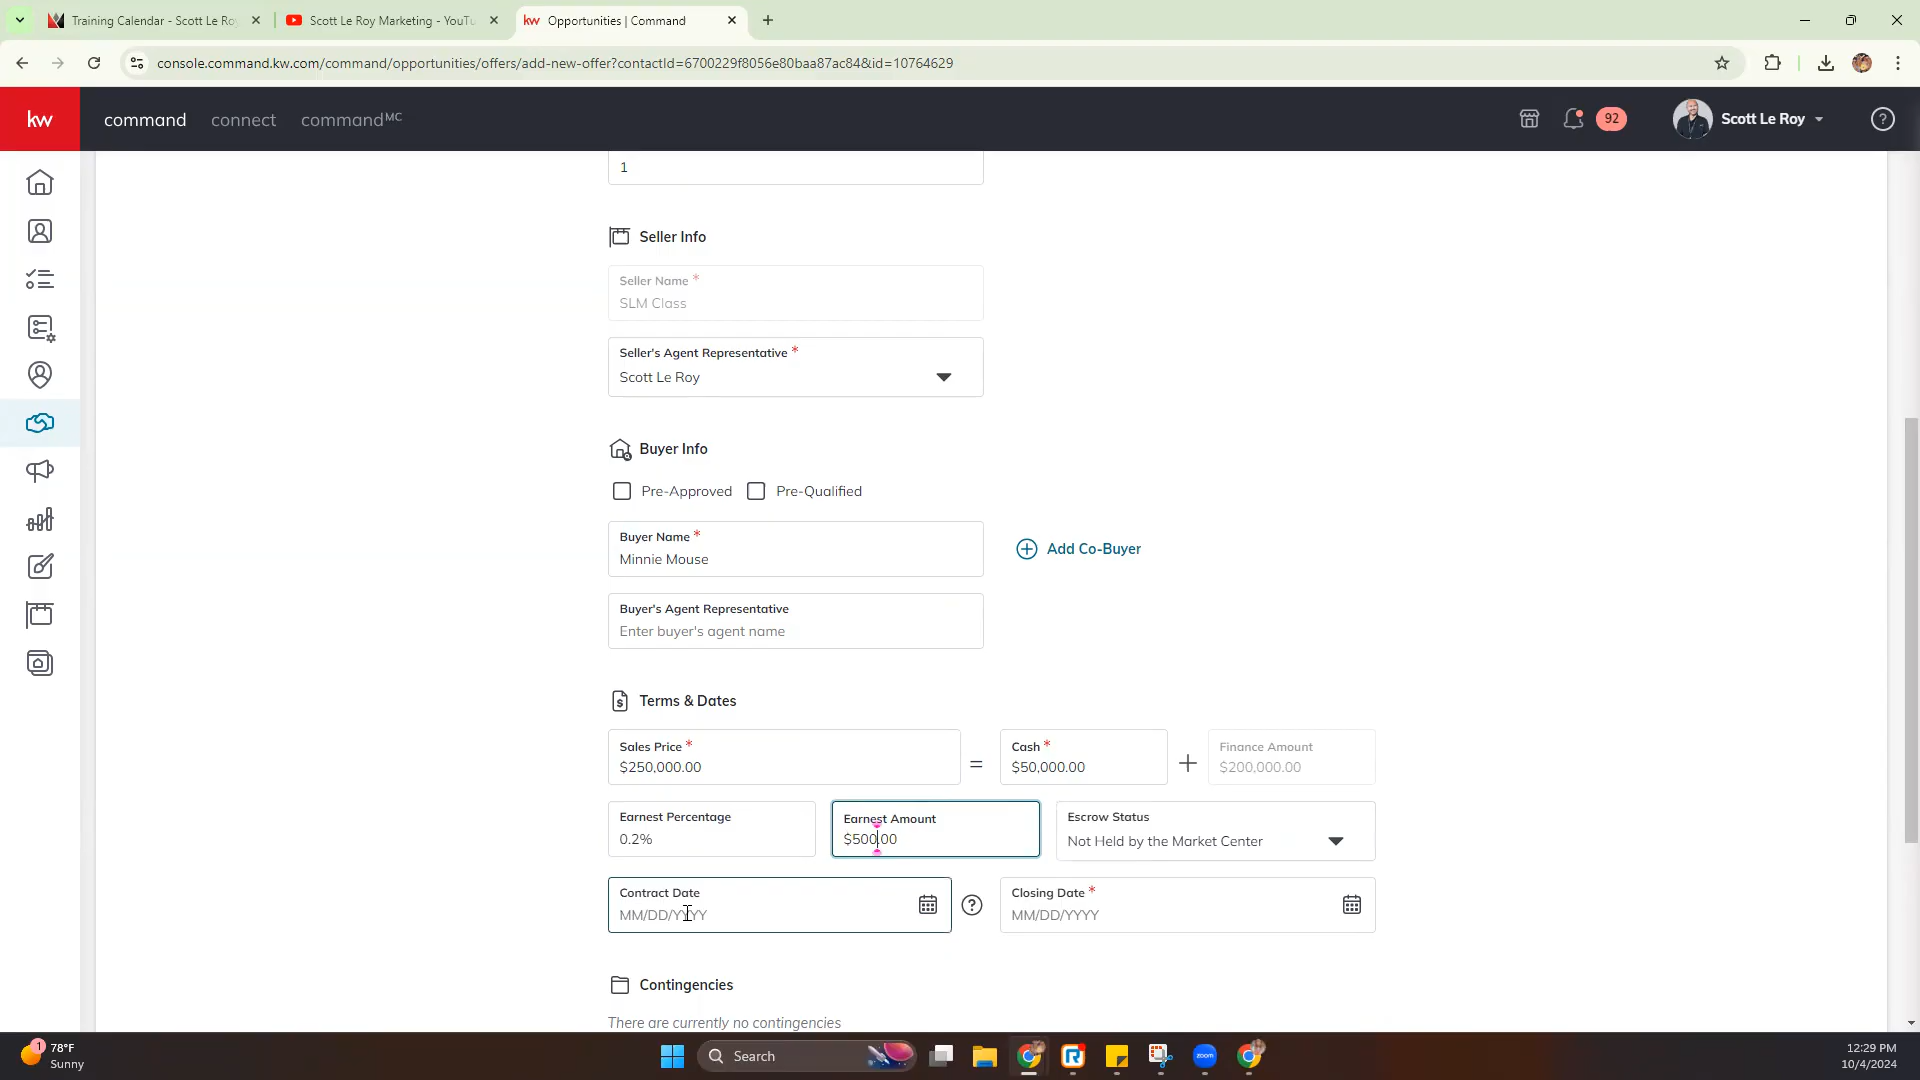 Training Calendar - Scott Le Ro
Scott Le Roy Marketing - YouTu
kw Opportunities | Command
console.command.kw.com/command/opportunities/offers/add-new-offer?contactId=6700229f8056e80baa87ac84&id=10764629
kw
command
connect
commandMC
92
Scott Le Roy
1
Seller Info
Seller Name *
SLM Class
Seller's Agent Representative *
Scott Le Roy
Buyer Info
Pre-Approved
Pre-Qualified
Buyer Name *
Minnie Mouse
Add Co-Buyer
Buyer's Agent Representative
Enter buyer's agent name
Terms & Dates
Sales Price *
$250,000.00
=
Cash *
$50,000.00
+
Finance Amount
$200,000.00
Earnest Percentage
0.2%
Earnest Amount
$500.00
Escrow Status
Not Held by the Market Center
Contract Date
MM/DD/YYYY
Closing Date *
MM/DD/YYYY
Contingencies
There are currently no contingencies
1
78°F
Sunny
Search
zoom
12:29 PM
10/4/2024